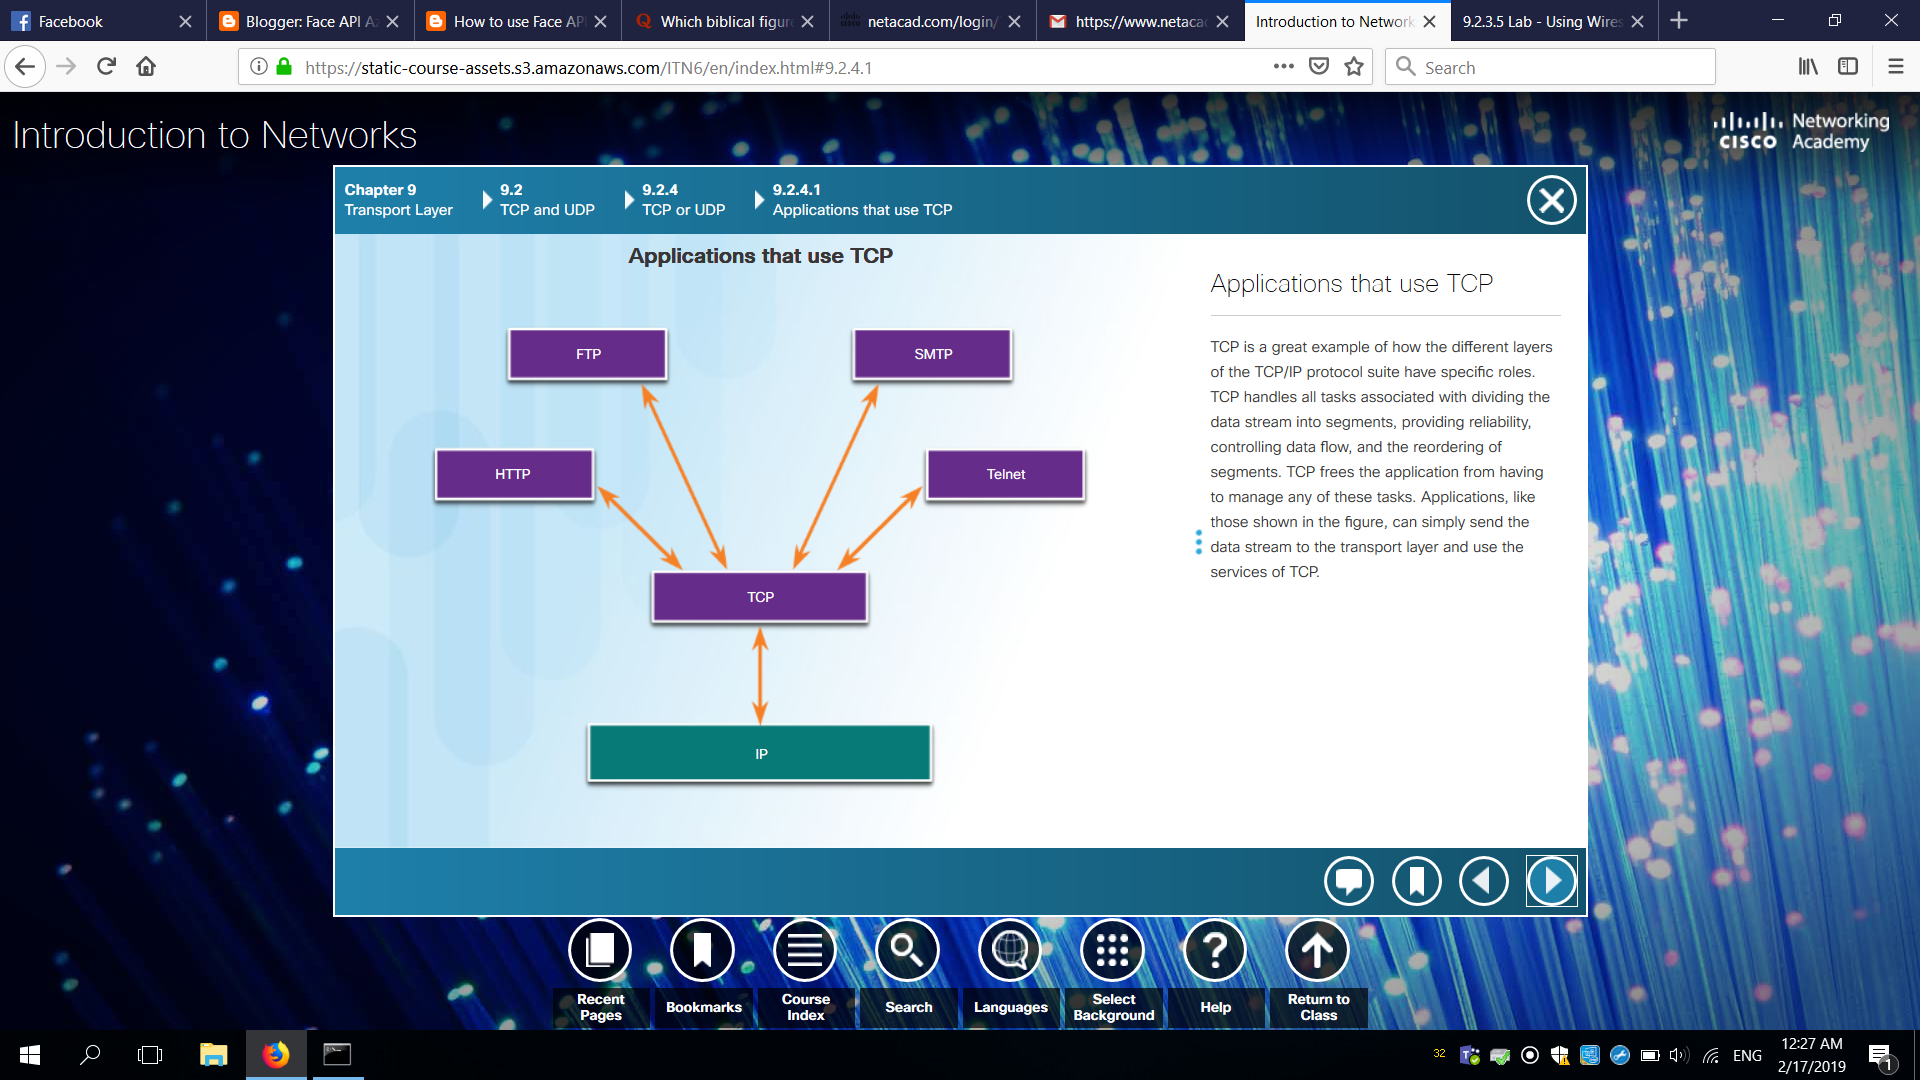 Facebook
Blogger: Face API A
How to use Face AP
Which biblical figur
netacad.com/login/
https://www.netaca
Introduction to Network
9.2.3.5 Lab - Using Wires
https://static-course-assets.s3.amazonaws.com/ITN6/en/index.html#9.2.4.1
Search
Introduction to Networks
Networking
CISCO Academy
Chapter 9
Transport Layer
9.2
TCP and UDP
9.2.4
TCP or UDP
9.2.4.1
Applications that use TCP
Applications that use TCP
FTP
SMTP
HTTP
Telnet
TCP
IP
Applications that use TCP
TCP is a great example of how the different layers
of the TCP/IP protocol suite have specific roles.
TCP handles all tasks associated with dividing the
data stream into segments, providing reliability,
controlling data flow, and the reordering of
segments. TCP frees the application from having
to manage any of these tasks. Applications, like
those shown in the figure, can simply send the
data stream to the transport layer and use the
services of TCP.
Recent
Pages
Bookmarks
Course
Index
Search
Languages
Select
Background
Help
Return to
Class
32
ENG
12:27 AM
2/17/2019
1